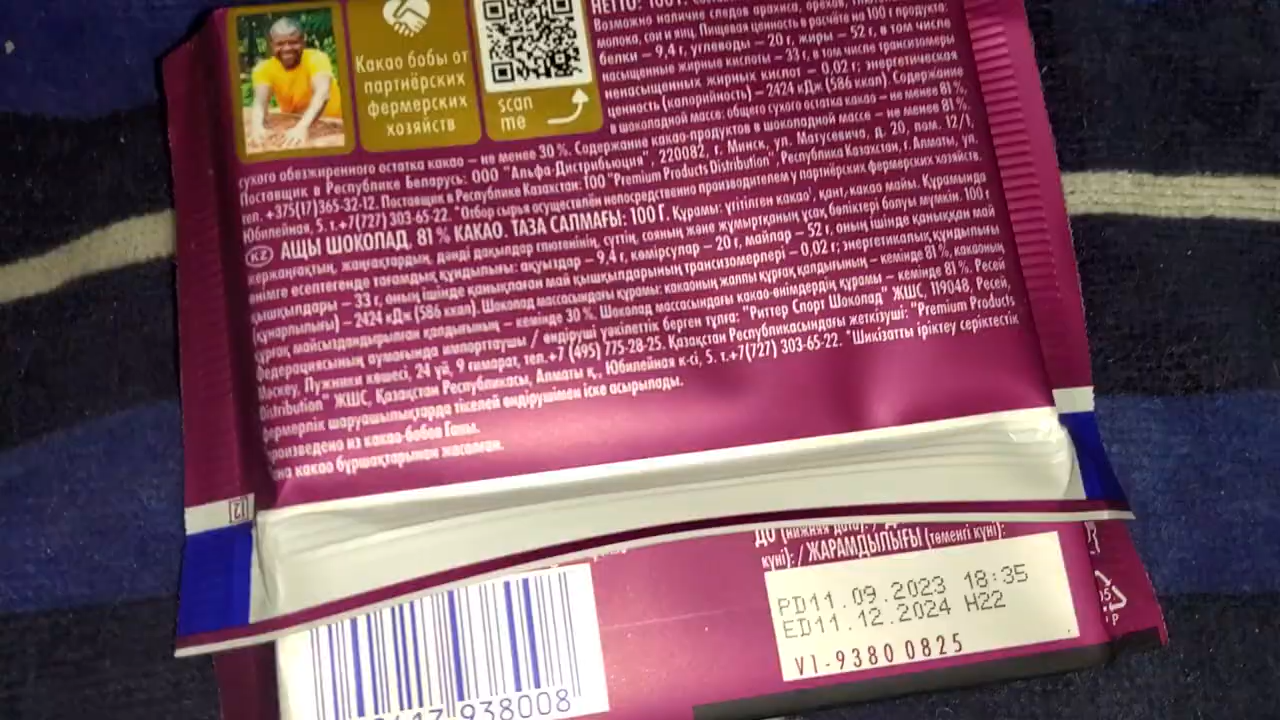 Какао бобы от
партнёрских
фермерских
хозяйств
scan
me
НЕТТО: 100 Г.
Возможно наличие следов арахиса, орехов,
молока, сои и яиц. Пищевая ценность в расчёте на 100 г продукта:
белки – 9,4 г, углеводы – 20 г, жиры – 52 г, в том числе
насыщенные жирные кислоты – 33 г, в том числе трансизомеры
ненасыщенных жирных кислот – 0,02 г; энергетическая
ценность (калорийность) – 2424 кДж (586 ккал). Содержание
в шоколадной массе: общего сухого остатка какао – не менее 81%,
сухого обезжиренного остатка какао – не менее 30 %. Содержание какао-продуктов в шоколадной массе – не менее 81%.
Поставщик в Республике Беларусь: ООО "Альфа-Дистрибьюция", 220082, г. Минск, ул. Матусевича, д. 20, пом. 12/1,
тел. +375(17)365-32-12. Поставщик в Республике Казахстан: ТОО "Premium Products Distribution", Республика Казахстан, г. Алматы, ул.
Юбилейная, 5, т.+7(727) 303-65-22. *Отбор сырья осуществлён непосредственно производителем у партнёрских фермерских хозяйств.
KZ АЩЫ ШОКОЛАД, 81 % КАКАО. ТАЗА САЛМАҒЫ: 100 Г. Құрамы: үгітілген какао*, қант, какао майы. Құрамында
жержаңғақтың, жаңғақтардың, дәнді дақылдар глютенінің, сүттің, сояның және жұмыртқаның ұсақ бөліктері болуы мүмкін. 100 г
өнімге есептегенде тағамдық құндылығы: ақуыздар – 9,4 г, көмірсулар – 20 г, майлар – 52 г, оның ішінде қаныққан май
қышқылдары – 33 г, оның ішінде қанықпаған май қышқылдарының трансизомерлері – 0,02 г; энергетикалық құндылығы
(құнарлылығы) – 2424 кДж (586 ккал). Шоколад массасындағы құрамы: какаоның жалпы құрғақ қалдығының – кемінде 81 %, какаоның
құрғақ майсыздандырылған қалдығының – кемінде 30 %. Шоколад массасындағы какао-өнімдердің құрамы – кемінде 81 %. Ресей
Федерациясының аумағында импорттаушы / өндіруші уәкілеттік берген тұлға: "Риттер Спорт Шоколад" ЖШС, 119048, Ресей,
Мәскеу, Лужники көшесі, 24 үй, 9 ғимарат, тел.+7 (495) 775-28-25. Қазақстан Республикасындағы жеткізуші: "Premium Products
Distribution" ЖШС, Қазақстан Республикасы, Алматы қ., Юбилейная к-сі, 5. т.+7(727) 303-65-22. *Шикізатты іріктеу серіктестік
фермерлік шаруашылықтарда тікелей өндірушімен іске асырылады.
произведено из какао-бобов Ганы.
какао бұршақтарынан жасалған.
[12]
ДО (нижняя дата):
күні): / ЖАРАМДЫЛЫҒЫ (төменгі күні):
PD11.09.2023 18:35
ED11.12.2024 H22
V1-9380 0825
938008